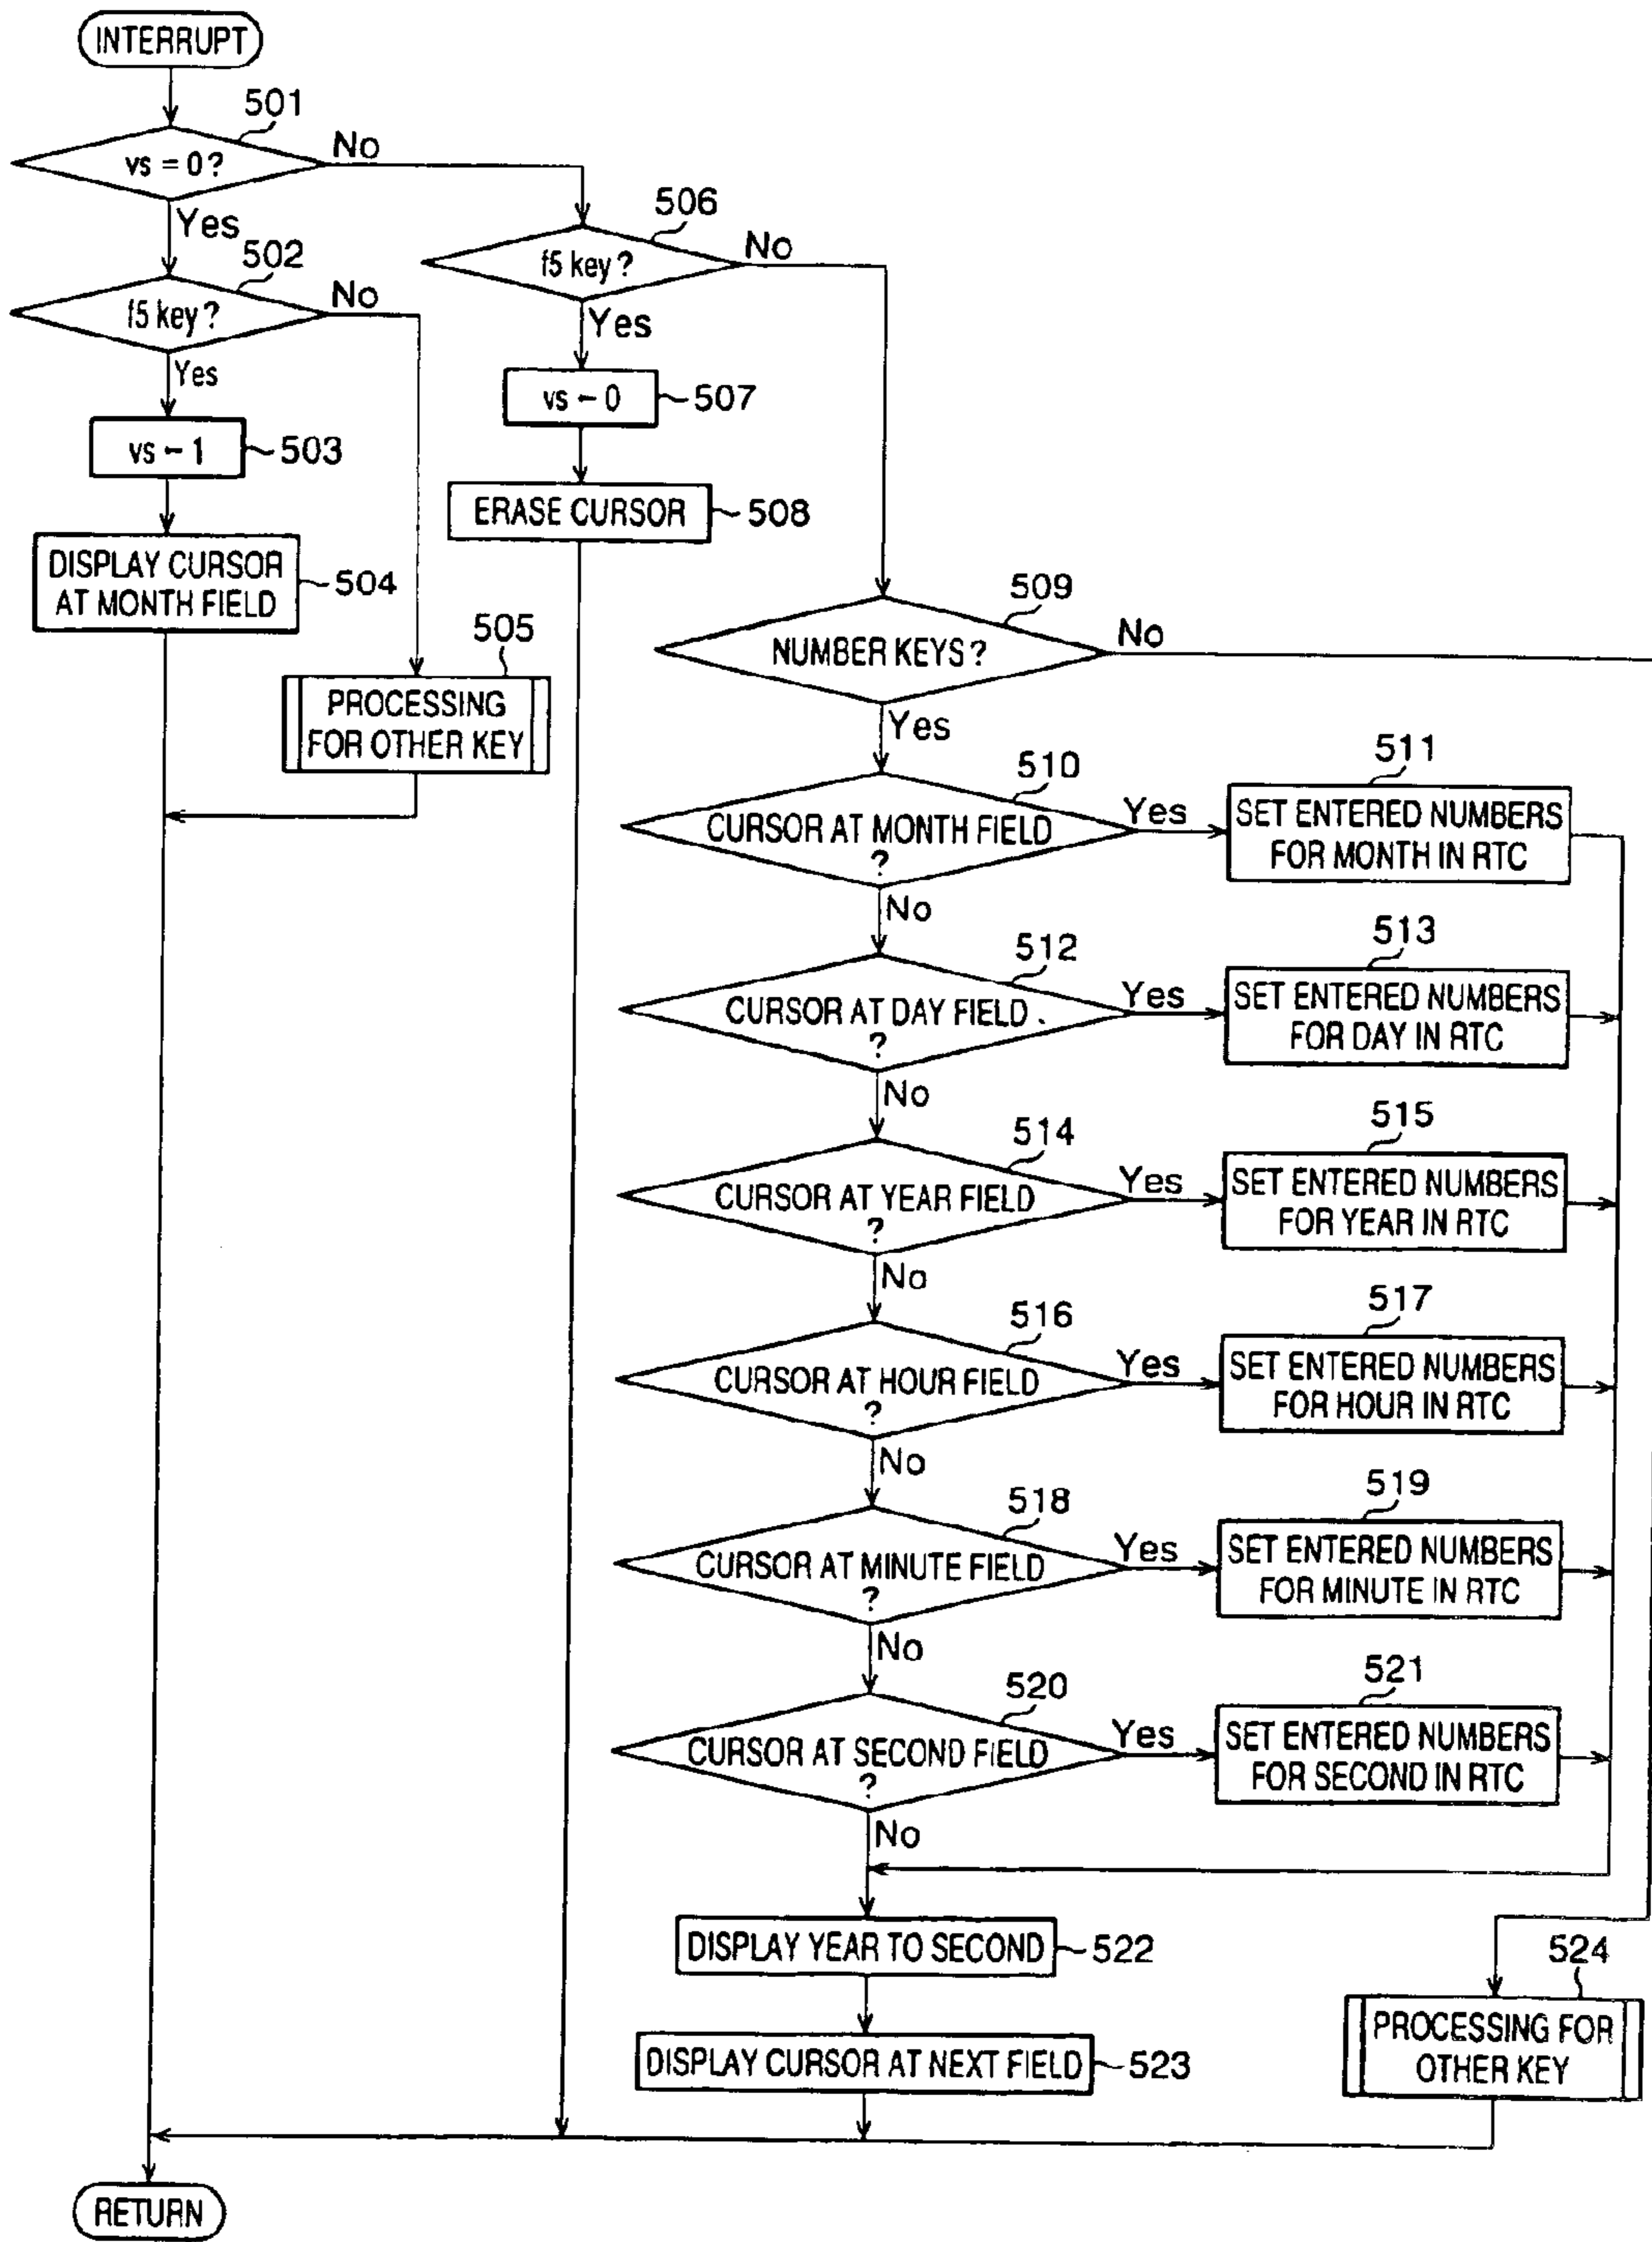 INTERRUPT
501
vs = 0?
No
Yes
502
f5 key?
No
Yes
vs ← 1
503
DISPLAY CURSOR
AT MONTH FIELD
504
505
PROCESSING
FOR OTHER KEY
506
f5 key?
No
Yes
vs ← 0
507
ERASE CURSOR
508
509
NUMBER KEYS?
No
Yes
510
CURSOR AT MONTH FIELD
?
Yes
No
511
SET ENTERED NUMBERS
FOR MONTH IN RTC
512
CURSOR AT DAY FIELD
?
Yes
No
513
SET ENTERED NUMBERS
FOR DAY IN RTC
514
CURSOR AT YEAR FIELD
?
Yes
No
515
SET ENTERED NUMBERS
FOR YEAR IN RTC
516
CURSOR AT HOUR FIELD
?
Yes
No
517
SET ENTERED NUMBERS
FOR HOUR IN RTC
518
CURSOR AT MINUTE FIELD
?
Yes
No
519
SET ENTERED NUMBERS
FOR MINUTE IN RTC
520
CURSOR AT SECOND FIELD
?
Yes
No
521
SET ENTERED NUMBERS
FOR SECOND IN RTC
DISPLAY YEAR TO SECOND
522
DISPLAY CURSOR AT NEXT FIELD
523
524
PROCESSING FOR
OTHER KEY
RETURN